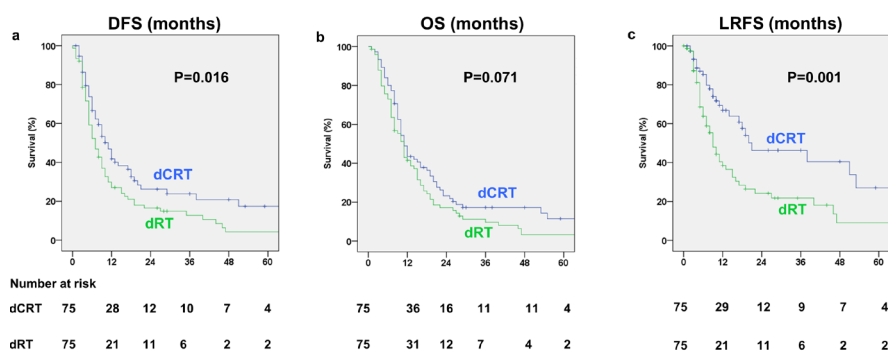 DFS (months) OS (months) LRFS (months)
a b c
100 100 100
P=0.016 P=0.071 P=0.001
80 80 80
60 60 60
Survival (%) Survival (%) Survival (%)
dCRT
40 40 40
dCRT dCRT
20 20 20
dRT dRT dRT
0 0 0
0 12 24 36 48 60 0 12 24 36 48 60 0 12 24 36 48 60
Number at risk
dCRT 75 28 12 10 7 4 75 36 16 11 11 4 75 29 12 9 7 4
dRT 75 21 11 6 2 2 75 31 12 7 4 2 75 21 11 6 2 2